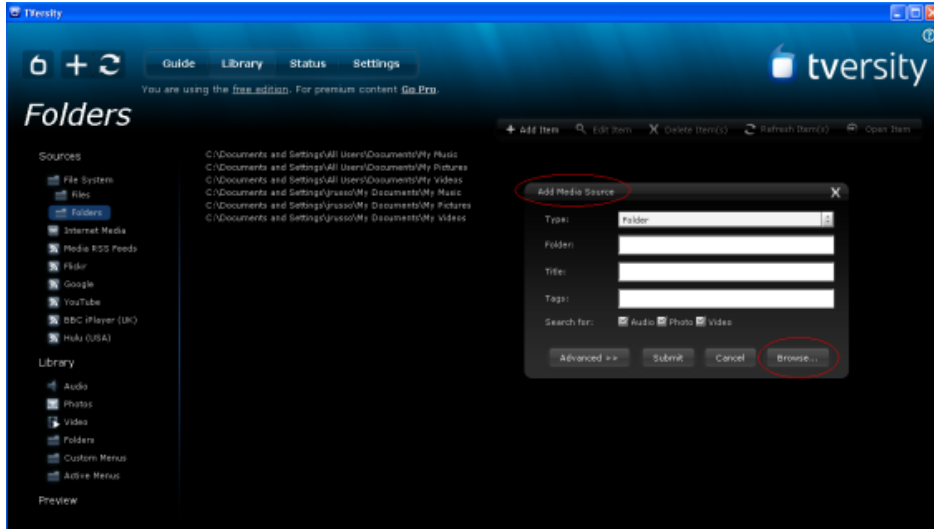 TVersity
Guide Library Status Settings
tversity
You are using the free edition. For premium content Go Pro.
Folders
Add Item Edit Item Delete Item(s) Refresh Item(s) Open Item
Sources
File System
Files
Folders
Internet Media
Media RSS Feeds
Flickr
Google
YouTube
BBC iPlayer (UK)
Hulu (USA)
Library
Audio
Photos
Video
Folders
Custom Menus
Active Menus
Preview
C:\Documents and Settings\All Users\Documents\My Music
C:\Documents and Settings\All Users\Documents\My Pictures
C:\Documents and Settings\All Users\Documents\My Videos
C:\Documents and Settings\jrusso\My Documents\My Music
C:\Documents and Settings\jrusso\My Documents\My Pictures
C:\Documents and Settings\jrusso\My Documents\My Videos
Add Media Source X
Type: Folder
Folder:
Title:
Tags:
Search for: Audio Photo Video
Advanced >> Submit Cancel Browse...